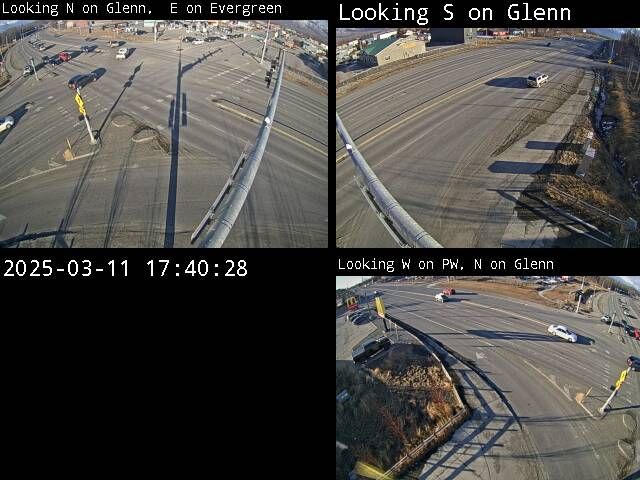 Looking N on Glenn,  E on Evergreen
Looking S on Glenn
2025-03-11 17:40:28
Looking W on PW, N on Glenn